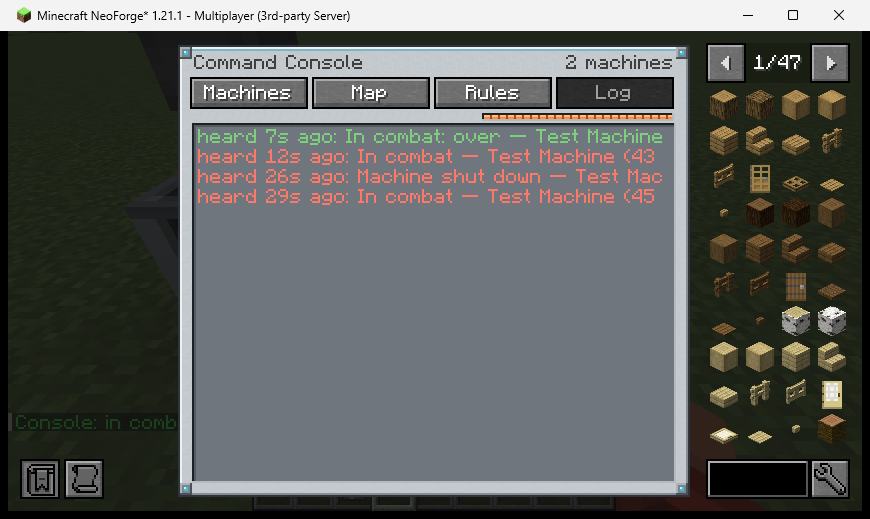 Minecraft NeoForge* 1.21.1 - Multiplayer (3rd-party Server)
Command Console
2 machines
Machines
Map
Rules
Log
1/47
heard 7s ago: In combat: over — Test Machine
heard 12s ago: In combat — Test Machine (43
heard 26s ago: Machine shut down — Test Mac
heard 29s ago: In combat — Test Machine (45
Console: in comb